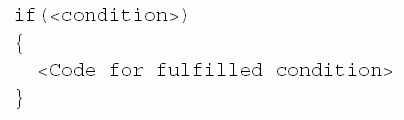 if(<condition>)
{
  <Code for fulfilled condition>
}